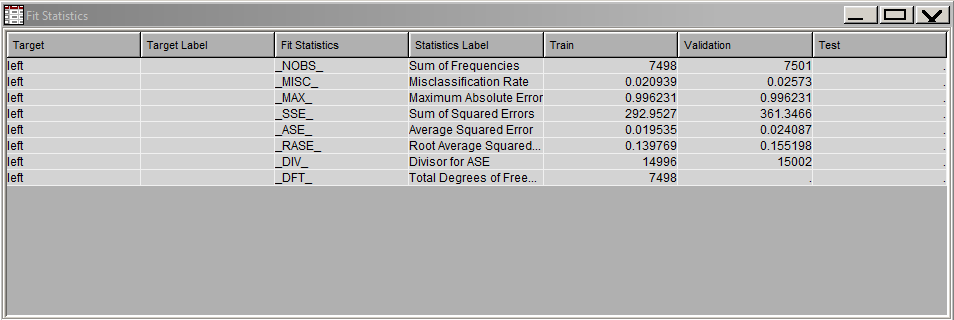 Fit Statistics
Target Target Label Fit Statistics Statistics Label Train Validation Test
left _NOBS_ Sum of Frequencies 7498 7501 .
left _MISC_ Misclassification Rate 0.020939 0.02573 .
left _MAX_ Maximum Absolute Error 0.996231 0.996231 .
left _SSE_ Sum of Squared Errors 292.9527 361.3466 .
left _ASE_ Average Squared Error 0.019535 0.024087 .
left _RASE_ Root Average Squared... 0.139769 0.155198 .
left _DIV_ Divisor for ASE 14996 15002 .
left _DFT_ Total Degrees of Free... 7498 . .